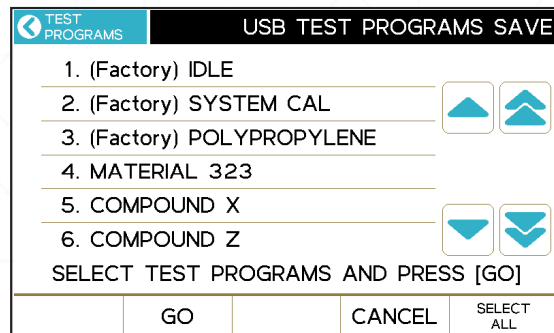 TEST
PROGRAMS
USB TEST PROGRAMS SAVE
1. (Factory) IDLE
2. (Factory) SYSTEM CAL
3. (Factory) POLYPROPYLENE
4. MATERIAL 323
5. COMPOUND X
6. COMPOUND Z
SELECT TEST PROGRAMS AND PRESS [GO]
GO
CANCEL
SELECT
ALL